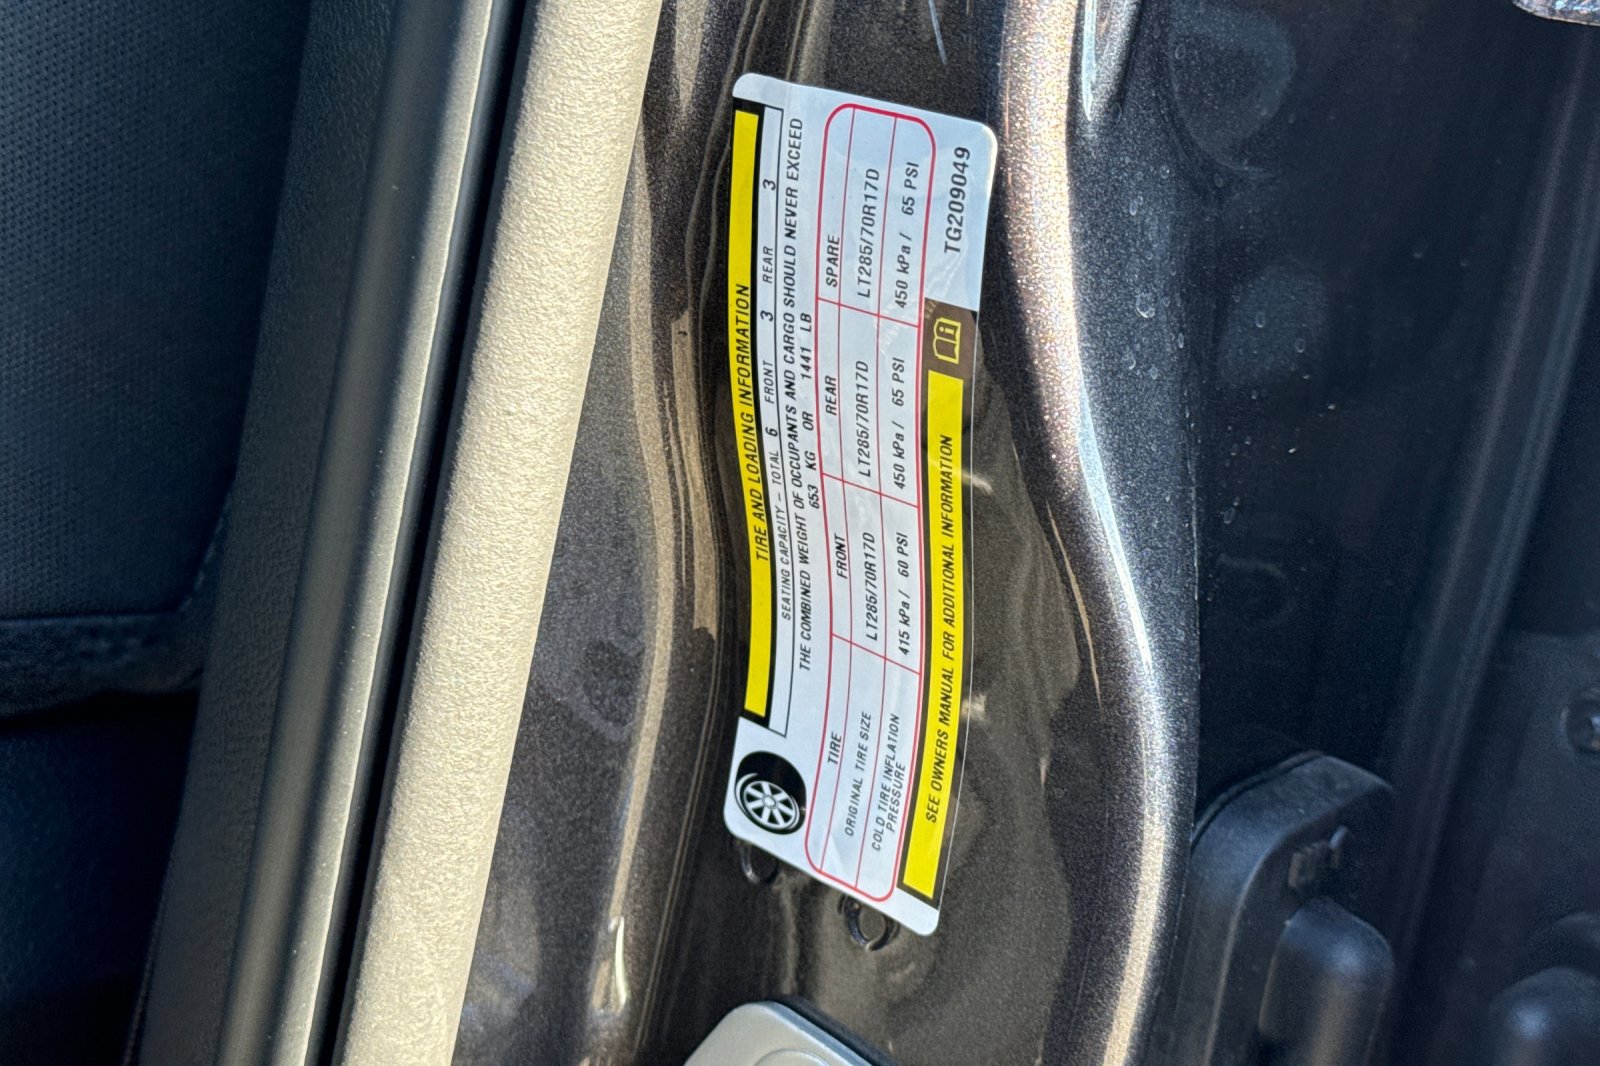 TIRE AND LOADING INFORMATION
SEATING CAPACITY – TOTAL 6 FRONT 3 REAR 3
THE COMBINED WEIGHT OF OCCUPANTS AND CARGO SHOULD NEVER EXCEED
653 KG OR 1441 LB
TIRE FRONT REAR SPARE
ORIGINAL TIRE SIZE LT285/70R17D LT285/70R17D LT285/70R17D
COLD TIRE INFLATION
PRESSURE 415 kPa/ 60 PSI 450 kPa/ 65 PSI 450 kPa/ 65 PSI
SEE OWNERS MANUAL FOR ADDITIONAL INFORMATION
TG209049